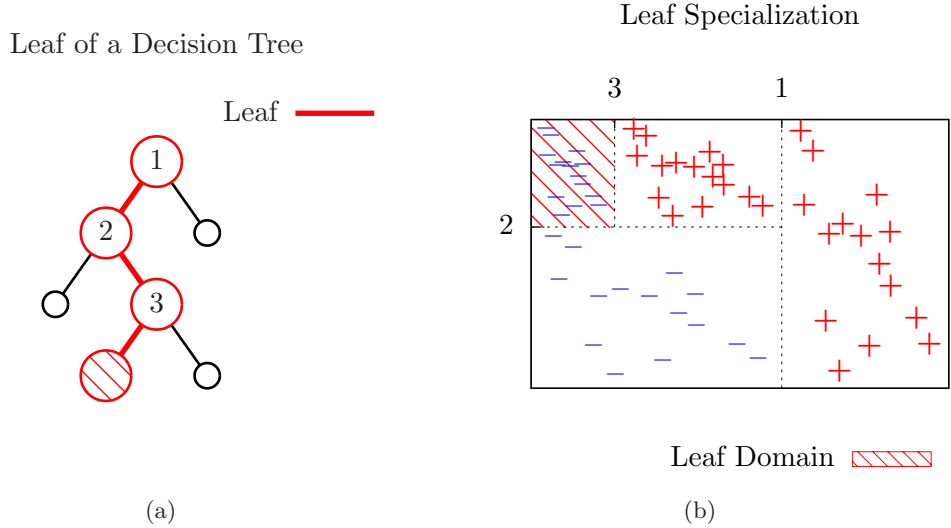 Leaf of a Decision Tree
Leaf
1
2
3
(a)
Leaf Specialization
3 1
2
Leaf Domain
(b)